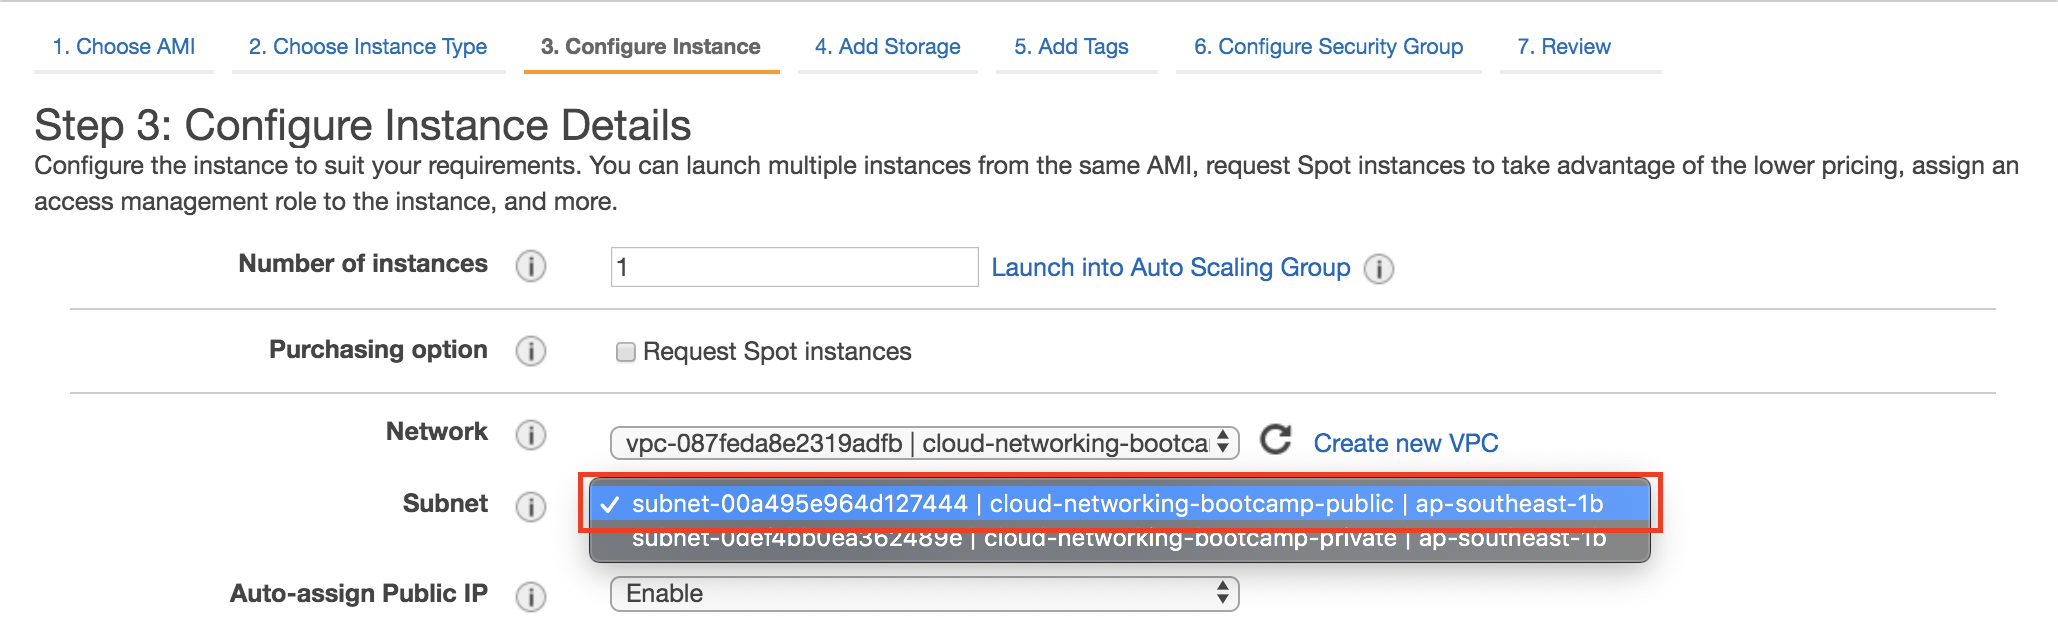 1. Choose AMI 2. Choose Instance Type 3. Configure Instance 4. Add Storage 5. Add Tags 6. Configure Security Group 7. Review
Step 3: Configure Instance Details
Configure the instance to suit your requirements. You can launch multiple instances from the same AMI, request Spot instances to take advantage of the lower pricing, assign an
access management role to the instance, and more.
Number of instances i 1 Launch into Auto Scaling Group i
Purchasing option i Request Spot instances
Network i vpc-087feda8e2319adfb | cloud-networking-bootca Create new VPC
Subnet i ✓ subnet-00a495e964d127444 | cloud-networking-bootcamp-public | ap-southeast-1b
subnet-0def4bb0ea362489e | cloud-networking-bootcamp-private | ap-southeast-1b
Auto-assign Public IP i Enable